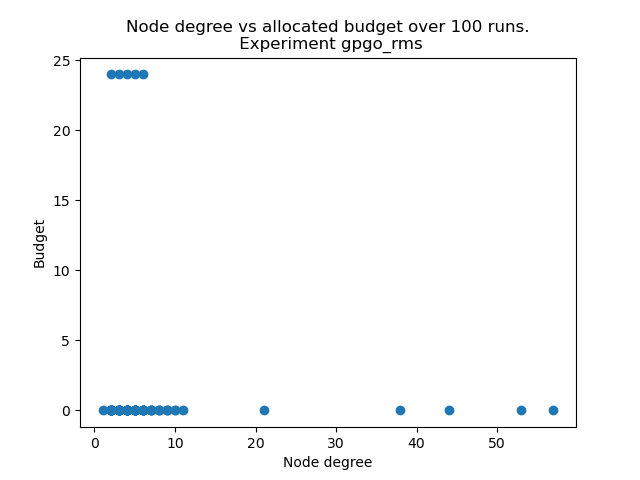 Node degree vs allocated budget over 100 runs.
Experiment gpgo_rms
25
20
15
10
5
0
Budget
0 10 20 30 40 50
Node degree